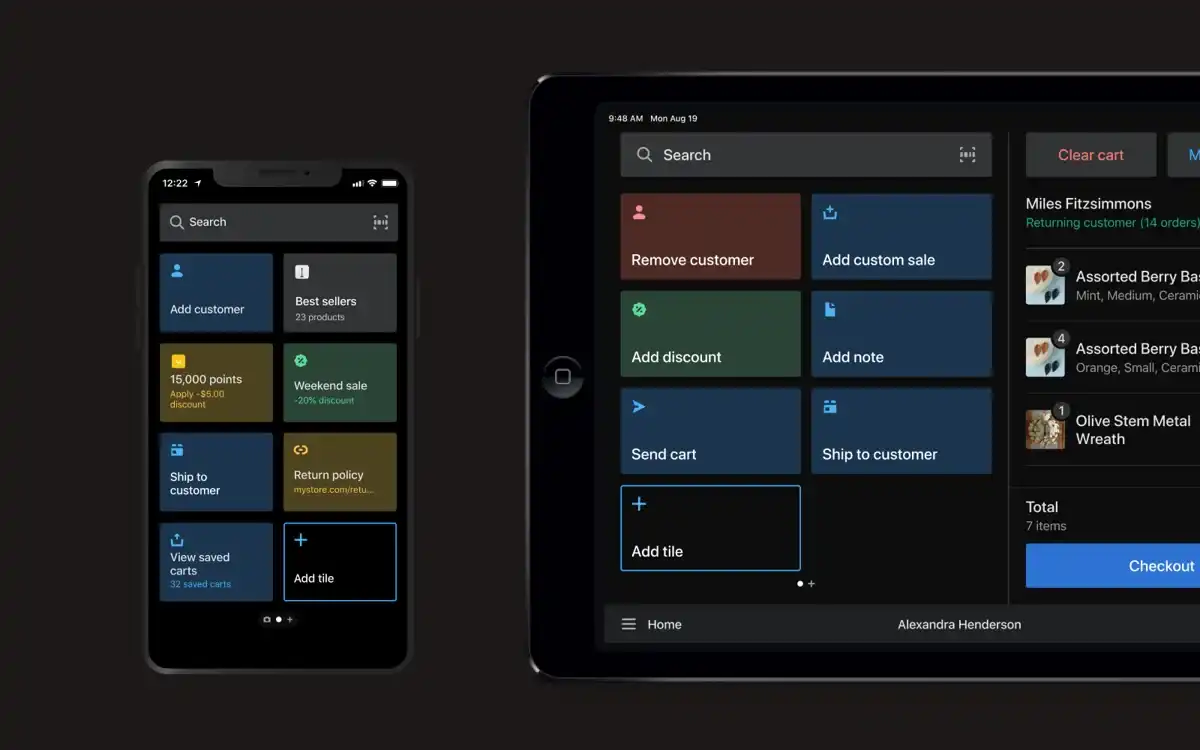 12:22
Search
Add customer
Best sellers
23 products
15,000 points
Apply -$5.00
discount
Weekend sale
-20% discount
Ship to
customer
Return policy
mystore.com/retu...
View saved
carts
32 saved carts
Add tile
9:48 AM Mon Aug 19
Search
Remove customer
Add custom sale
Add discount
Add note
Send cart
Ship to customer
Add tile
Home
Alexandra Henderson
Clear cart
M
Miles Fitzsimmons
Returning customer (14 orders)
2
Assorted Berry Bas
Mint, Medium, Cerami
4
Assorted Berry Bas
Orange, Small, Cerami
1
Olive Stem Metal
Wreath
Total
7 items
Checkout